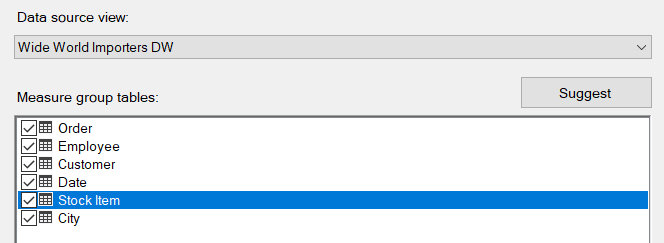 Data source view:
Wide World Importers DW
Measure group tables:
Suggest
Order
Employee
Customer
Date
Stock Item
City